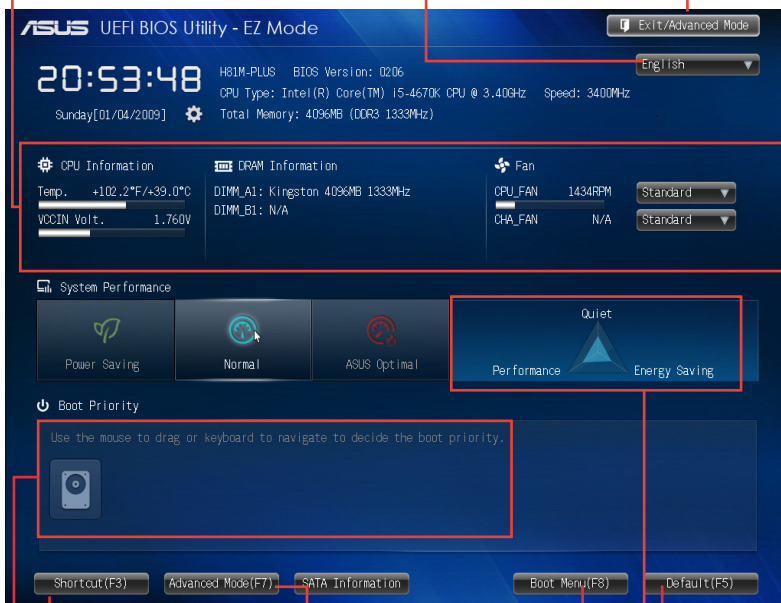 ASUS UEFI BIOS Utility - EZ Mode
Exit/Advanced Mode
English
20:53:48
Sunday[01/04/2009]
H81M-PLUS BIOS Version: 0206
CPU Type: Intel(R) Core(TM) i5-4670K CPU @ 3.40GHz Speed: 3400MHz
Total Memory: 4096MB (DDR3 1333MHz)
CPU Information
Temp. +102.2°F/+39.0°C
VCCIN Volt. 1.760V
DRAM Information
DIMM_A1: Kingston 4096MB 1333MHz
DIMM_B1: N/A
Fan
CPU_FAN 1434RPM Standard
CHA_FAN N/A Standard
System Performance
Power Saving
Normal
ASUS Optimal
Quiet
Performance
Energy Saving
Boot Priority
Use the mouse to drag or keyboard to navigate to decide the boot priority.
Shortcut(F3)
Advanced Mode(F7)
SATA Information
Boot Menu(F8)
Default(F5)